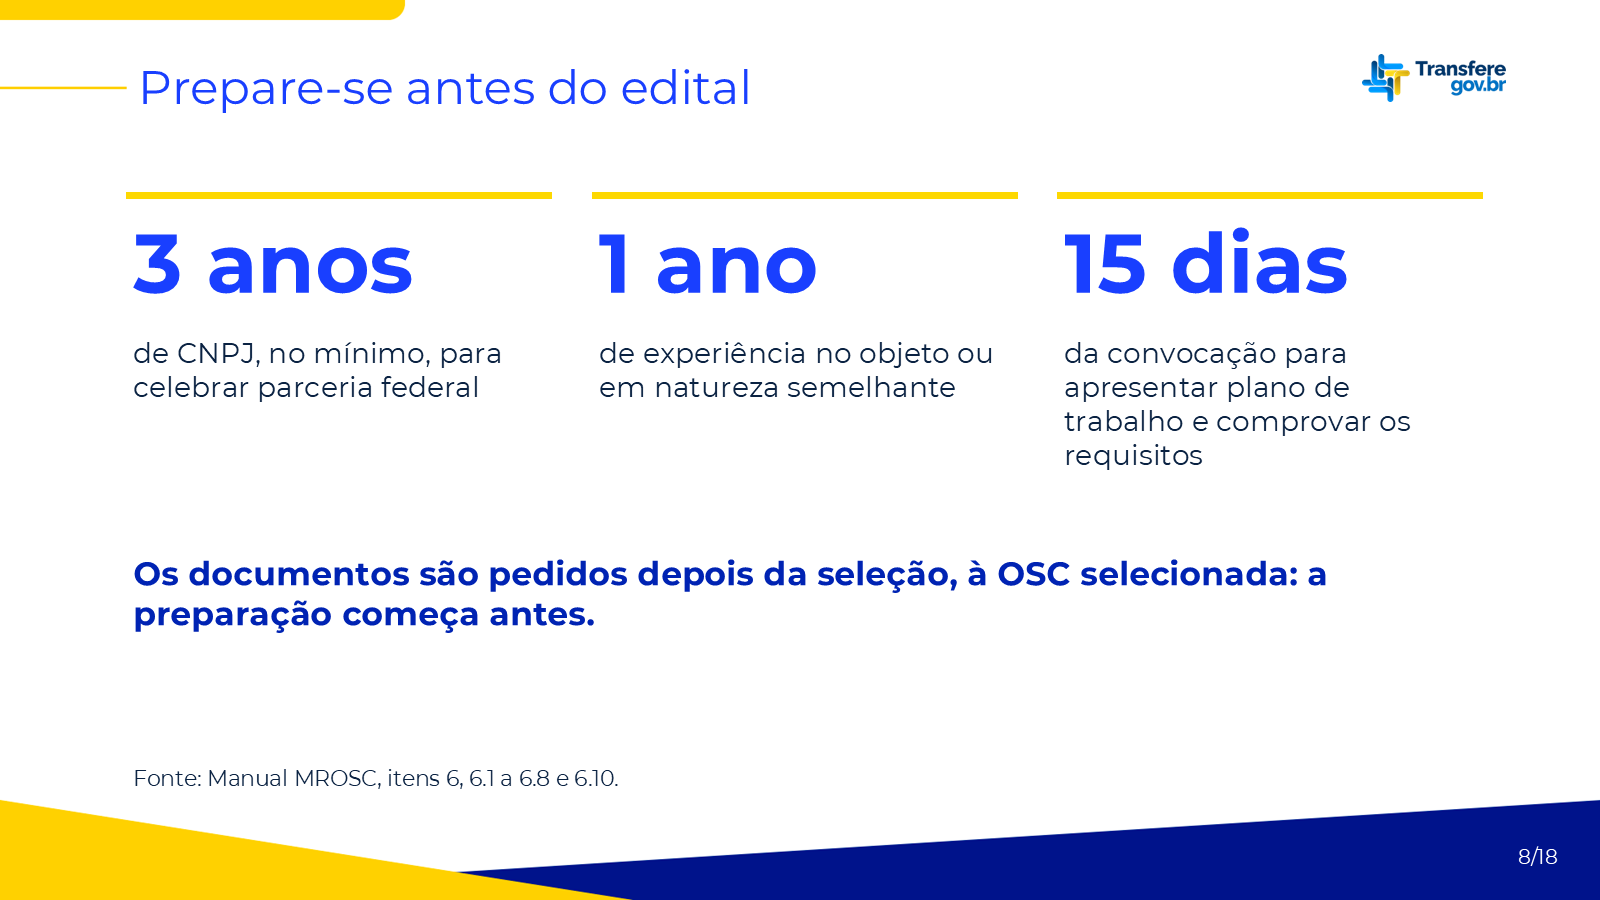 Prepare-se antes do edital
Transfere
gov.br
3 anos
de CNPJ, no mínimo, para
celebrar parceria federal
1 ano
de experiência no objeto ou
em natureza semelhante
15 dias
da convocação para
apresentar plano de
trabalho e comprovar os
requisitos
Os documentos são pedidos depois da seleção, à OSC selecionada: a
preparação começa antes.
Fonte: Manual MROSC, itens 6, 6.1 a 6.8 e 6.10.
8/18